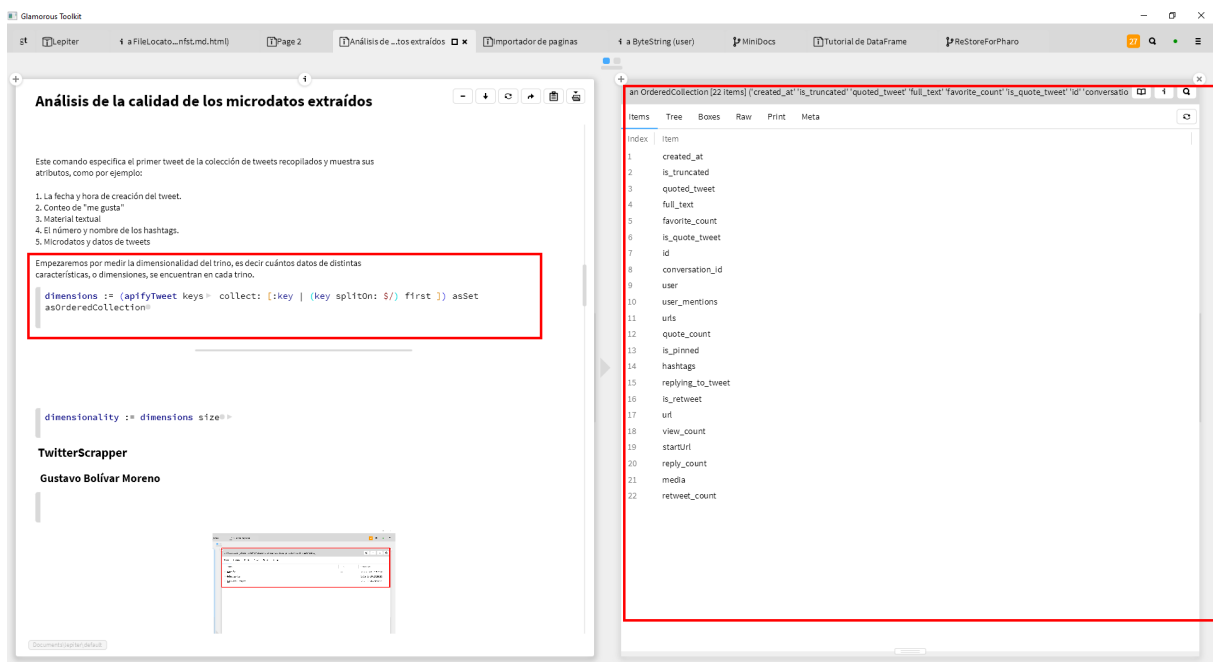 Glamorous Toolkit
Lepiter
a FileLocato...nfst.md.html)
Page 2
Análisis de ...tos extraídos
Importador de paginas
a ByteString (user)
MiniDocs
Tutorial de DataFrame
ReStoreForPharo
27
Análisis de la calidad de los microdatos extraídos
Este comando especifica el primer tweet de la colección de tweets recopilados y muestra sus
atributos, como por ejemplo:
1. La fecha y hora de creación del tweet.
2. Conteo de "me gusta"
3. Material textual
4. El número y nombre de los hashtags.
5. Microdatos y datos de tweets
Empezaremos por medir la dimensionalidad del trino, es decir cuántos datos de distintas
características, o dimensiones, se encuentran en cada trino.
dimensions := (apifyTweet keys collect: [:key | (key splitOn: $/) first ]) asSet
asOrderedCollection
dimensionality := dimensions size
TwitterScrapper
Gustavo Bolívar Moreno
Documents/lepiter/default
an OrderedCollection [22 items] ('created_at' 'is_truncated' 'quoted_tweet' 'full_text' 'favorite_count' 'is_quote_tweet' 'id' 'conversatio
Items Tree Boxes Raw Print Meta
Index Item
1 created_at
2 is_truncated
3 quoted_tweet
4 full_text
5 favorite_count
6 is_quote_tweet
7 id
8 conversation_id
9 user
10 user_mentions
11 urls
12 quote_count
13 is_pinned
14 hashtags
15 replying_to_tweet
16 is_retweet
17 url
18 view_count
19 startUrl
20 reply_count
21 media
22 retweet_count